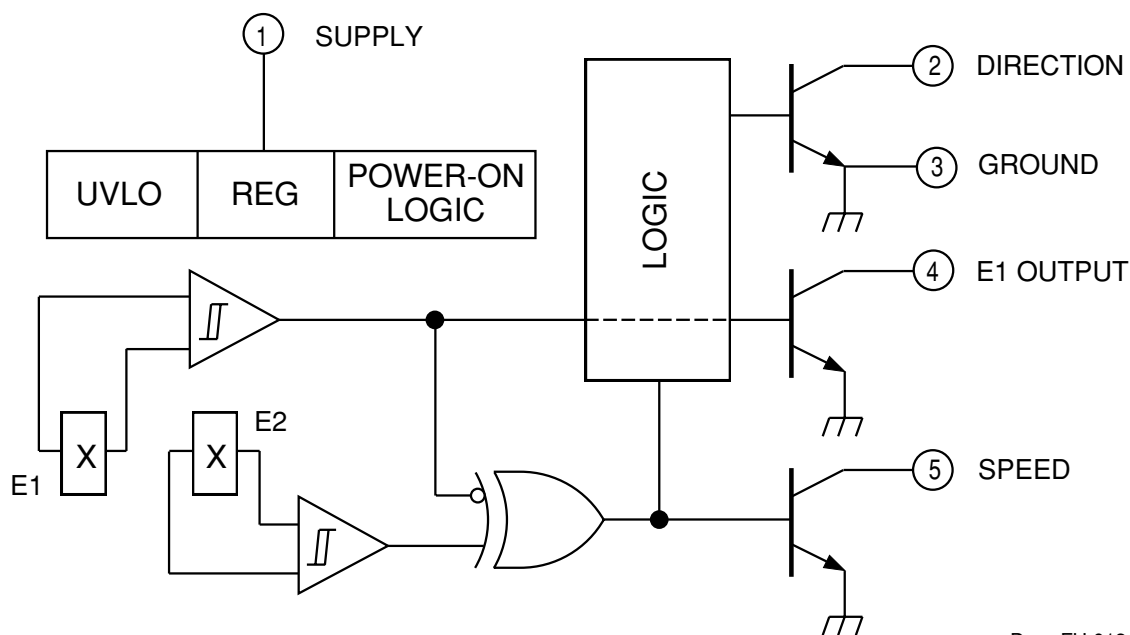 1 SUPPLY
2 DIRECTION
UVLO
REG
POWER-ON
LOGIC
LOGIC
3 GROUND
4 E1 OUTPUT
X
E1
X
E2
5 SPEED